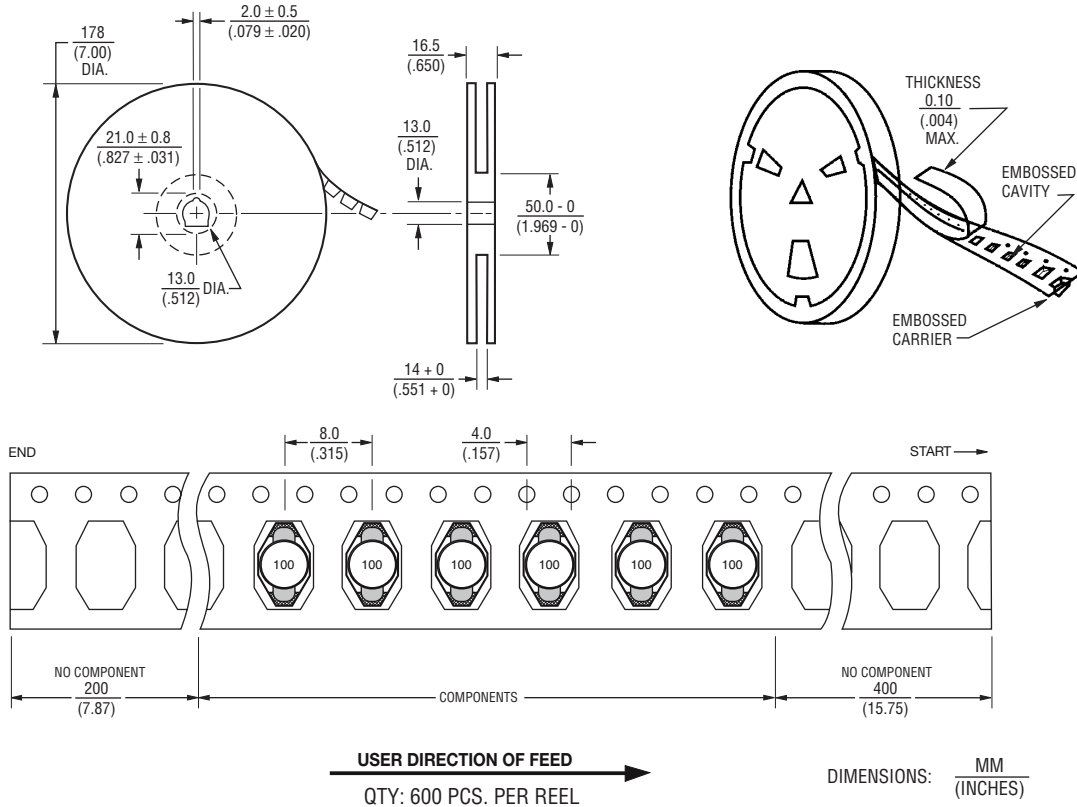 2.0 ± 0.5
(.079 ± .020)
178
(7.00)
DIA.
21.0 ± 0.8
(.827 ± .031)
13.0
(.512)
DIA.
16.5
(.650)
13.0
(.512)
DIA.
50.0 - 0
(1.969 - 0)
14 + 0
(.551 + 0)
THICKNESS
0.10
(.004)
MAX.
EMBOSSED
CAVITY
EMBOSSED
CARRIER
END
8.0
(.315)
4.0
(.157)
START
100 100 100 100 100 100
NO COMPONENT
200
(7.87)
COMPONENTS
NO COMPONENT
400
(15.75)
USER DIRECTION OF FEED
QTY: 600 PCS. PER REEL
DIMENSIONS:
MM
(INCHES)